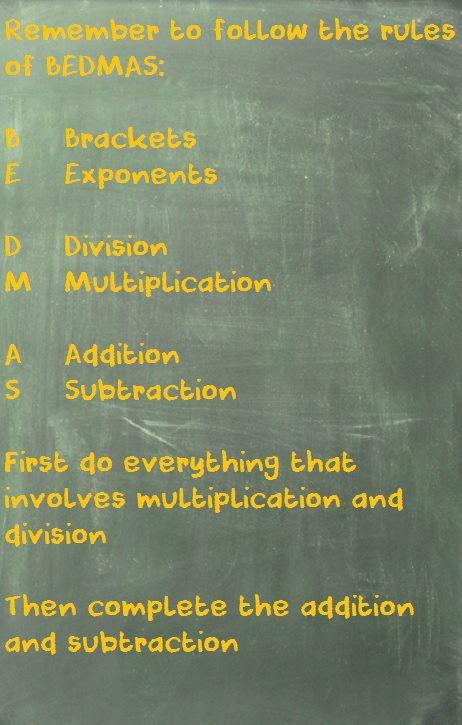 Remember to follow the rules
of BEDMAS:
B Brackets
E Exponents
D Division
M Multiplication
A Addition
S Subtraction
First do everything that
involves multiplication and
division
Then complete the addition
and subtraction